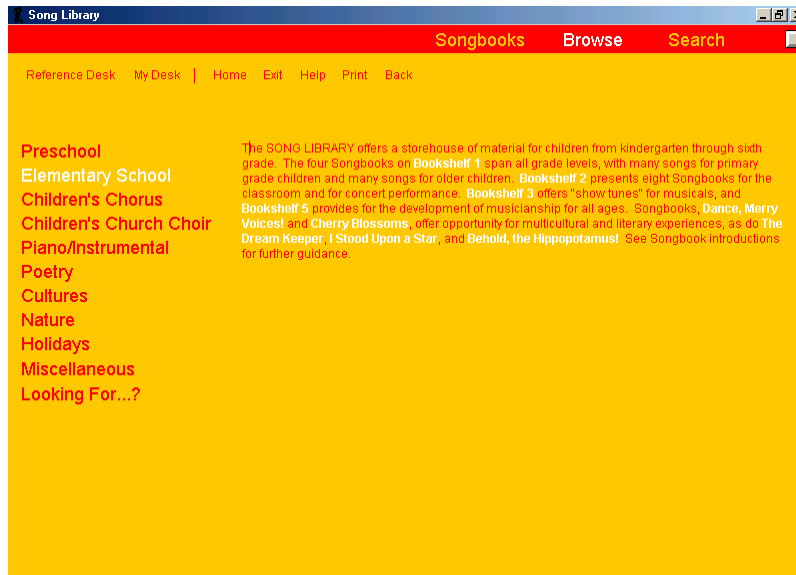 Song Library
Songbooks Browse Search
Reference Desk My Desk | Home Exit Help Print Back
Preschool
Elementary School
Children's Chorus
Children's Church Choir
Piano/Instrumental
Poetry
Cultures
Nature
Holidays
Miscellaneous
Looking For...?
The SONG LIBRARY offers a storehouse of material for children from kindergarten through sixth
grade. The four Songbooks on Bookshelf 1 span all grade levels, with many songs for primary
grade children and many songs for older children. Bookshelf 2 presents eight Songbooks for the
classroom and for concert performance. Bookshelf 3 offers "show tunes" for musicals, and
Bookshelf 5 provides for the development of musicianship for all ages. Songbooks, Dance, Merry
Voices! and Cherry Blossoms, offer opportunity for multicultural and literary experiences, as do The
Dream Keeper, I Stood Upon a Star, and Behold, the Hippopotamus! See Songbook introductions
for further guidance.